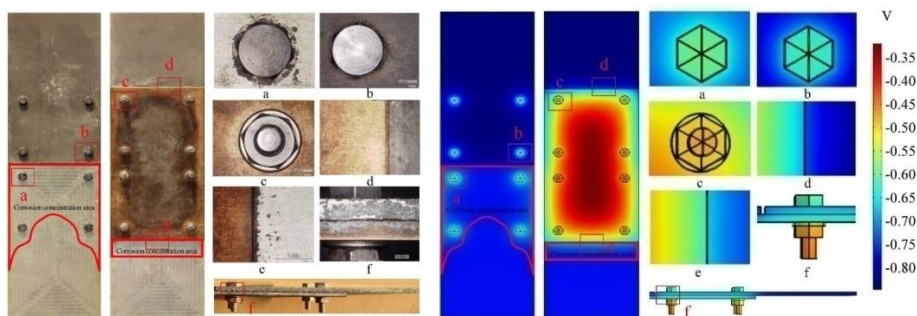 a
b
Corrosion concentration area
c
d
e
Corrosion concentration area
a
b
c
d
e
f
f
a
b
Corrosion concentration area
c
d
e
Corrosion concentration area
a
b
c
d
e
f
f
V
-0.35
-0.40
-0.45
-0.50
-0.55
-0.60
-0.65
-0.70
-0.75
-0.80